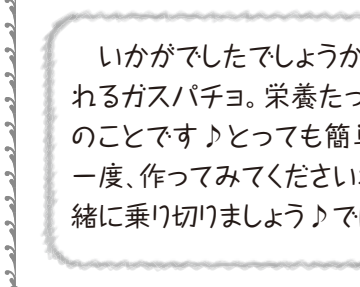 いかがでしたでしょうか
れるガスパチョ。栄養たっ
のことです♪とっても簡単
一度、作ってみてください
緒に乗り切りましょう♪で